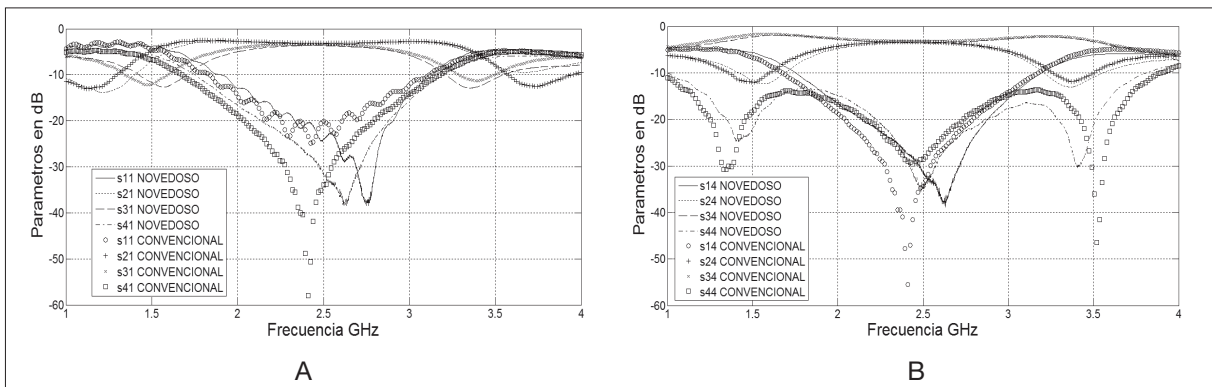 0
-10
-20
-30
-40
-50
-60
Parametros en dB
s11 NOVEDOSO
s21 NOVEDOSO
s31 NOVEDOSO
s41 NOVEDOSO
s11 CONVENCIONAL
s21 CONVENCIONAL
s31 CONVENCIONAL
s41 CONVENCIONAL
1 1.5 2 2.5 3 3.5 4
Frecuencia GHz
A
0
-10
-20
-30
-40
-50
-60
Parametros en dB
s14 NOVEDOSO
s24 NOVEDOSO
s34 NOVEDOSO
s44 NOVEDOSO
s14 CONVENCIONAL
s24 CONVENCIONAL
s34 CONVENCIONAL
s44 CONVENCIONAL
1 1.5 2 2.5 3 3.5 4
Frecuencia GHz
B